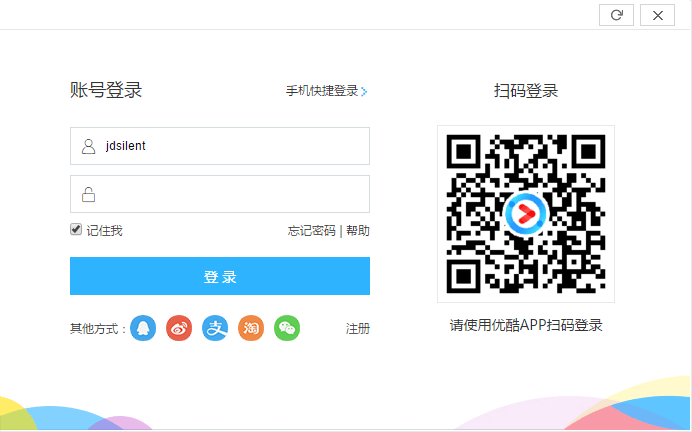 账号登录
手机快捷登录
jdsilent
记住我
忘记密码 | 帮助
登 录
其他方式：
淘
注册
扫码登录
请使用优酷APP扫码登录